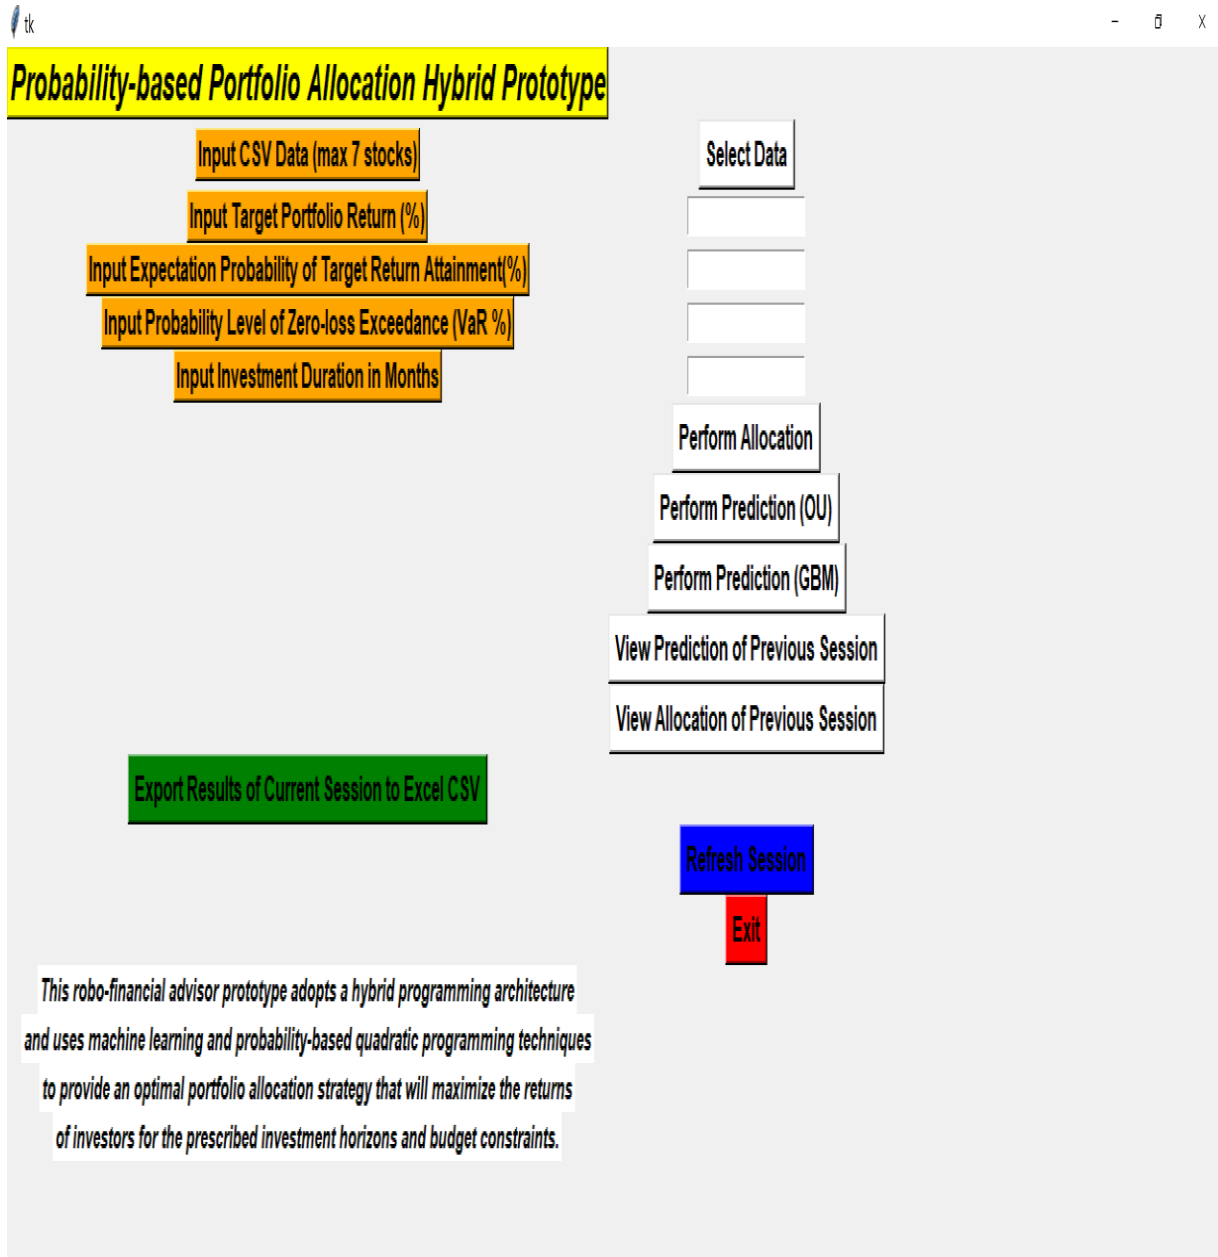 tk
Probability-based Portfolio Allocation Hybrid Prototype
Input CSV Data (max 7 stocks)
Select Data
Input Target Portfolio Return (%)
Input Expectation Probability of Target Return Attainment(%)
Input Probability Level of Zero-loss Exceedance (VaR %)
Input Investment Duration in Months
Perform Allocation
Perform Prediction (OU)
Perform Prediction (GBM)
View Prediction of Previous Session
View Allocation of Previous Session
Export Results of Current Session to Excel CSV
Refresh Session
Exit
This robo-financial advisor prototype adopts a hybrid programming architecture
and uses machine learning and probability-based quadratic programming techniques
to provide an optimal portfolio allocation strategy that will maximize the returns
of investors for the prescribed investment horizons and budget constraints.